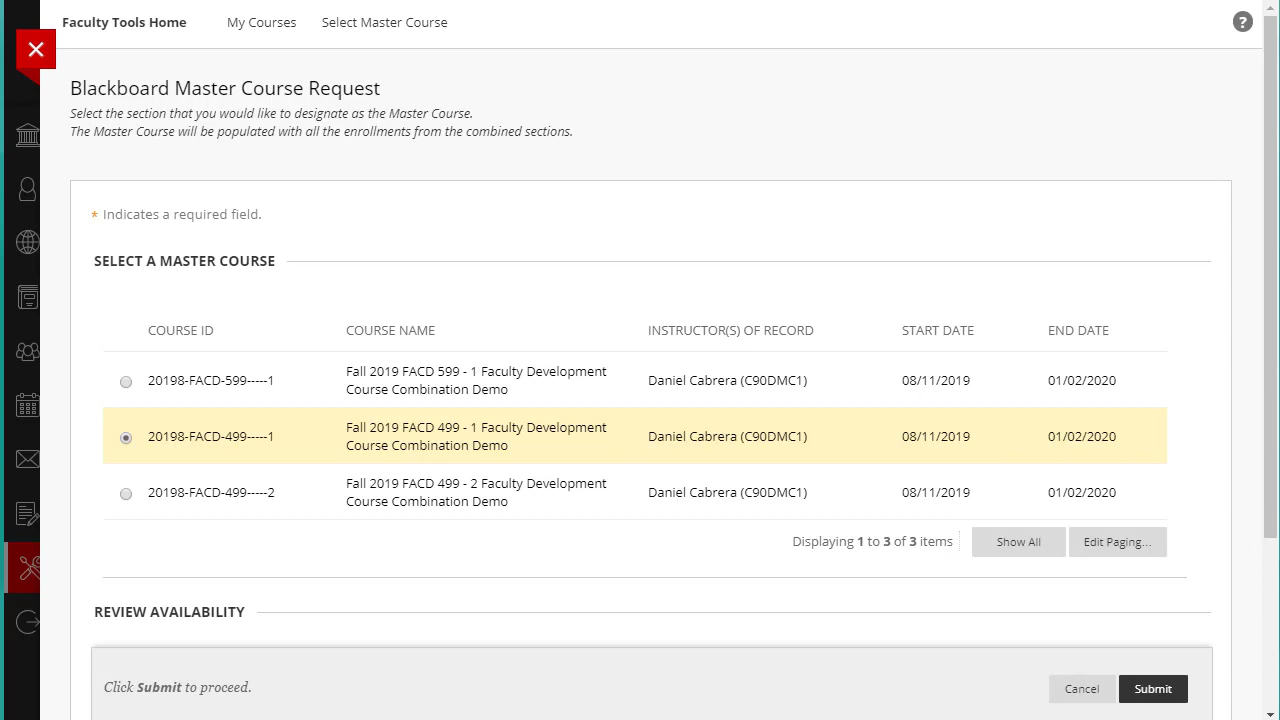 Faculty Tools Home My Courses Select Master Course ?
Blackboard Master Course Request
Select the section that you would like to designate as the Master Course.
The Master Course will be populated with all the enrollments from the combined sections.
* Indicates a required field.
SELECT A MASTER COURSE
COURSE ID COURSE NAME INSTRUCTOR(S) OF RECORD START DATE END DATE
20198-FACD-599-----1 Fall 2019 FACD 599 - 1 Faculty Development Daniel Cabrera (C90DMC1) 08/11/2019 01/02/2020
Course Combination Demo
20198-FACD-499-----1 Fall 2019 FACD 499 - 1 Faculty Development Daniel Cabrera (C90DMC1) 08/11/2019 01/02/2020
Course Combination Demo
20198-FACD-499-----2 Fall 2019 FACD 499 - 2 Faculty Development Daniel Cabrera (C90DMC1) 08/11/2019 01/02/2020
Course Combination Demo
Displaying 1 to 3 of 3 items Show All Edit Paging...
REVIEW AVAILABILITY
Click Submit to proceed. Cancel Submit